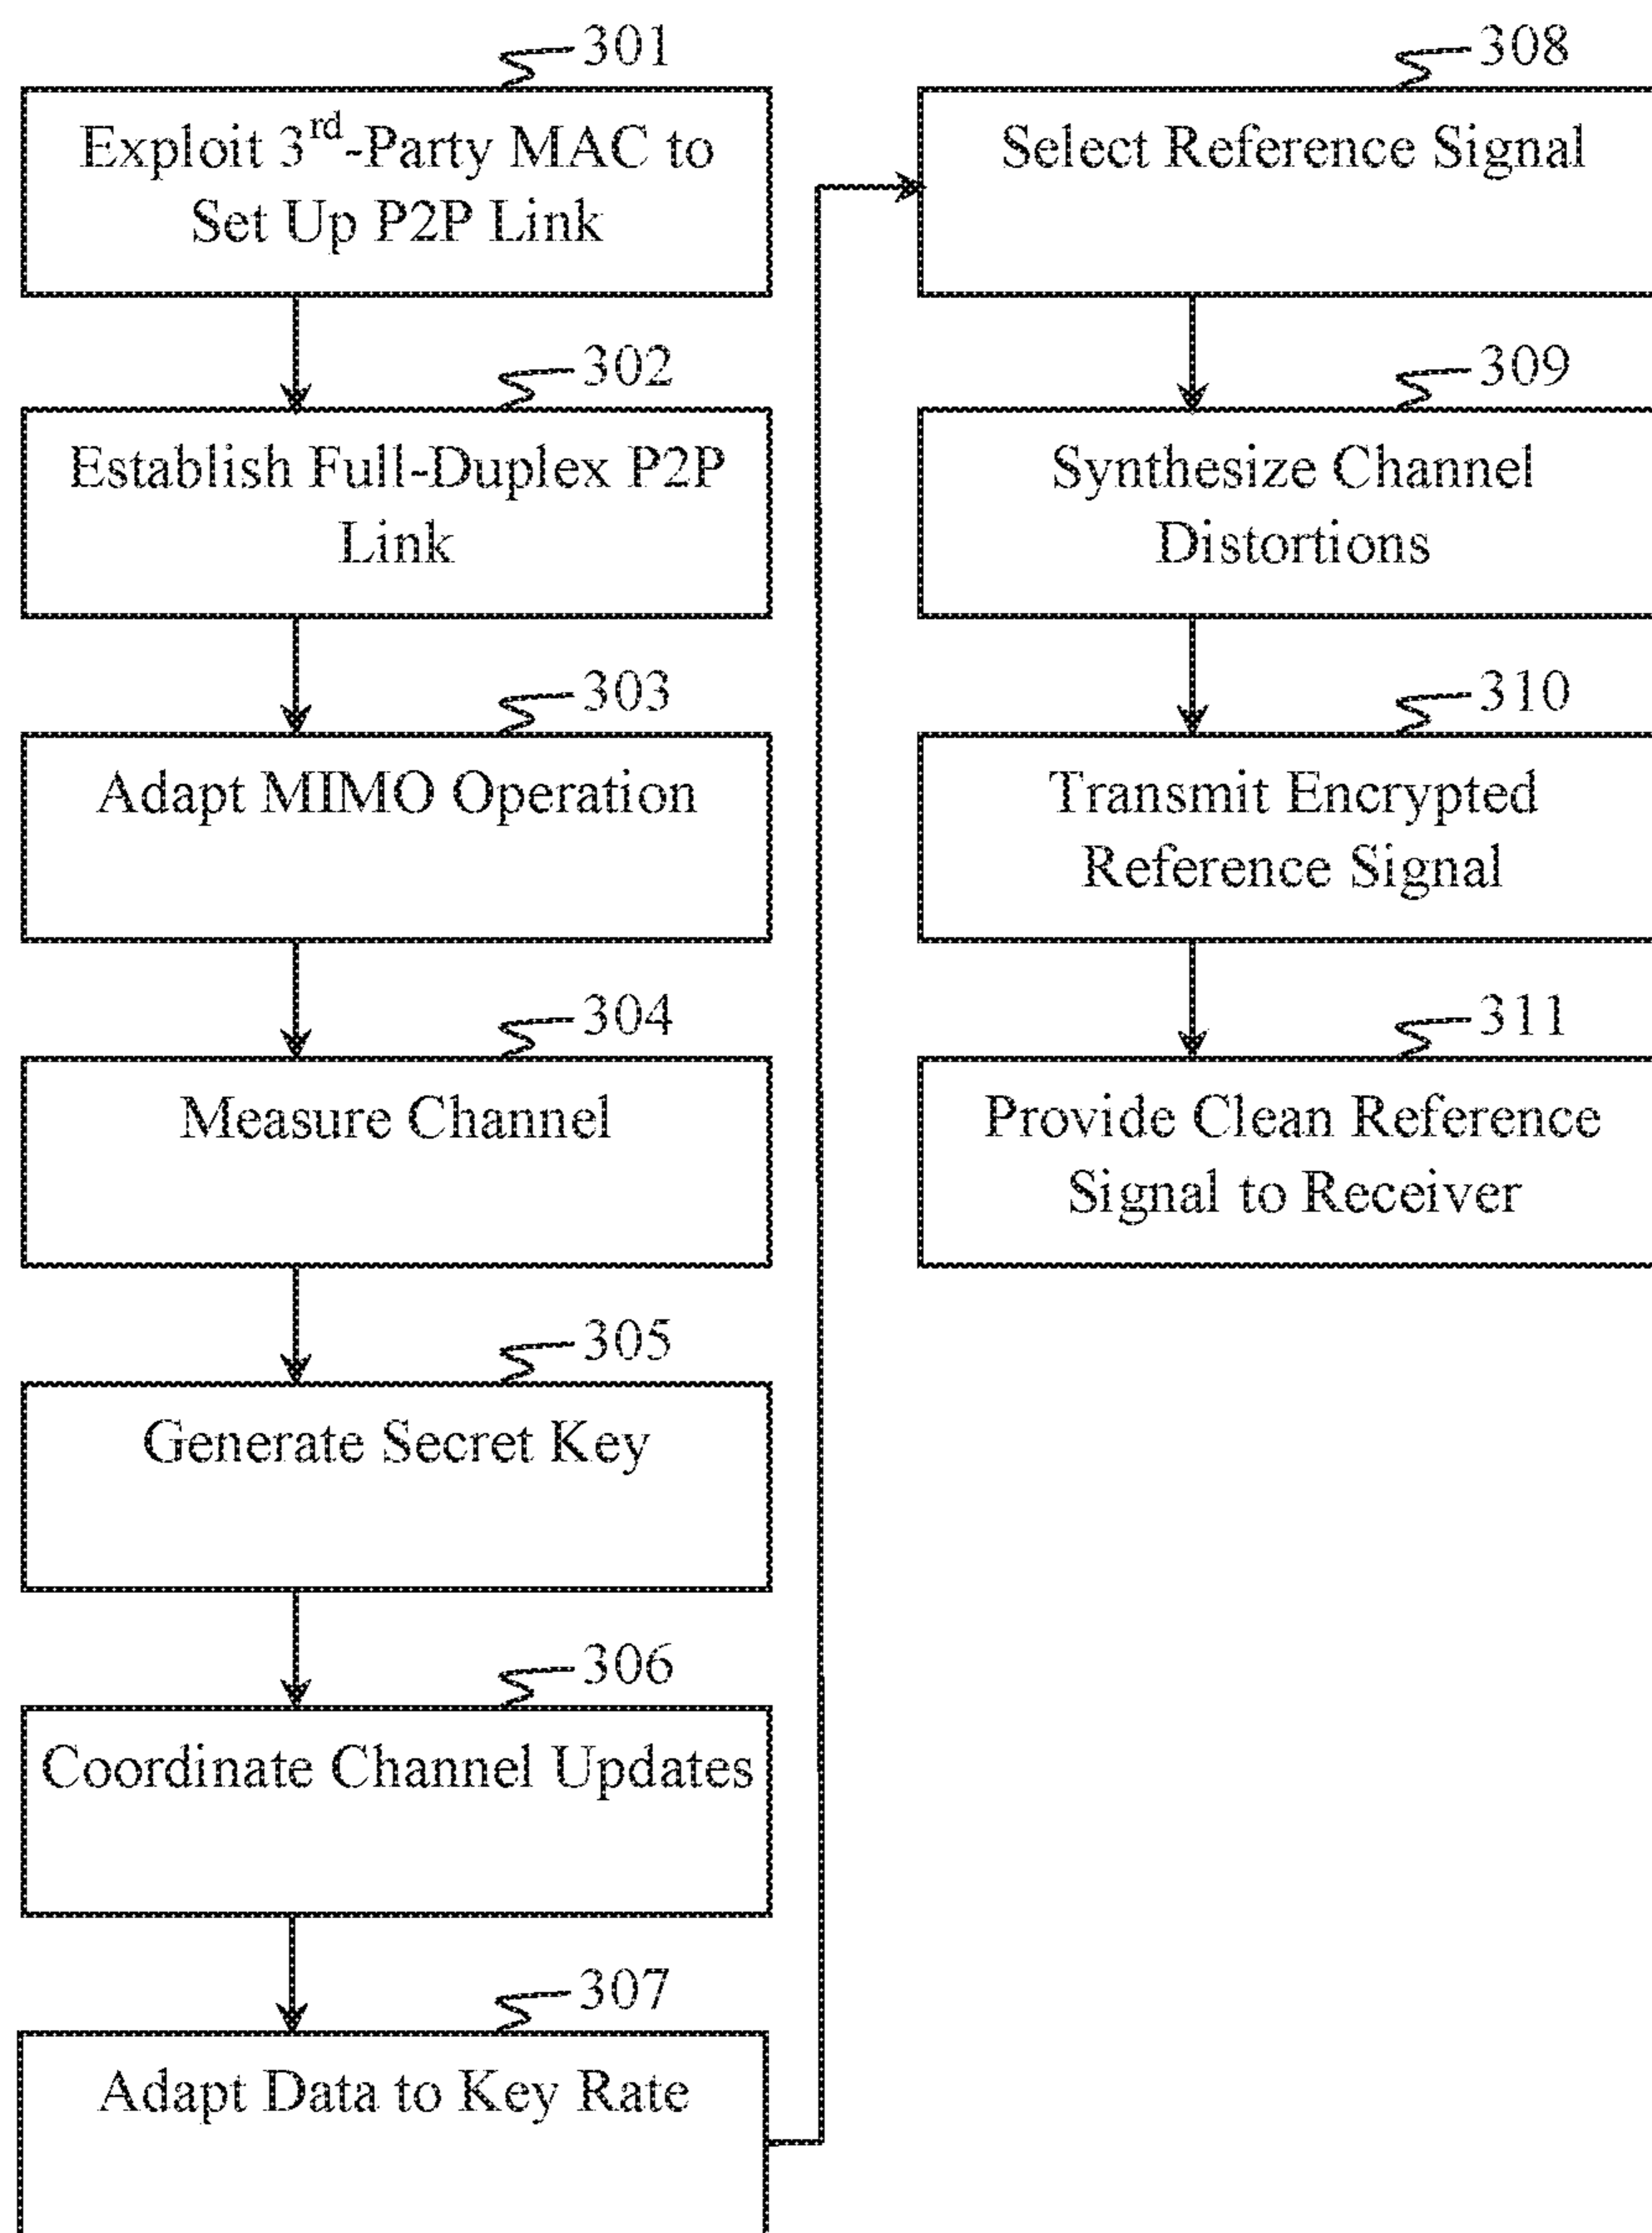 301
Exploit 3rd-Party MAC to
Set Up P2P Link
302
Establish Full-Duplex P2P
Link
303
Adapt MIMO Operation
304
Measure Channel
305
Generate Secret Key
306
Coordinate Channel Updates
307
Adapt Data to Key Rate
308
Select Reference Signal
309
Synthesize Channel
Distortions
310
Transmit Encrypted
Reference Signal
311
Provide Clean Reference
Signal to Receiver